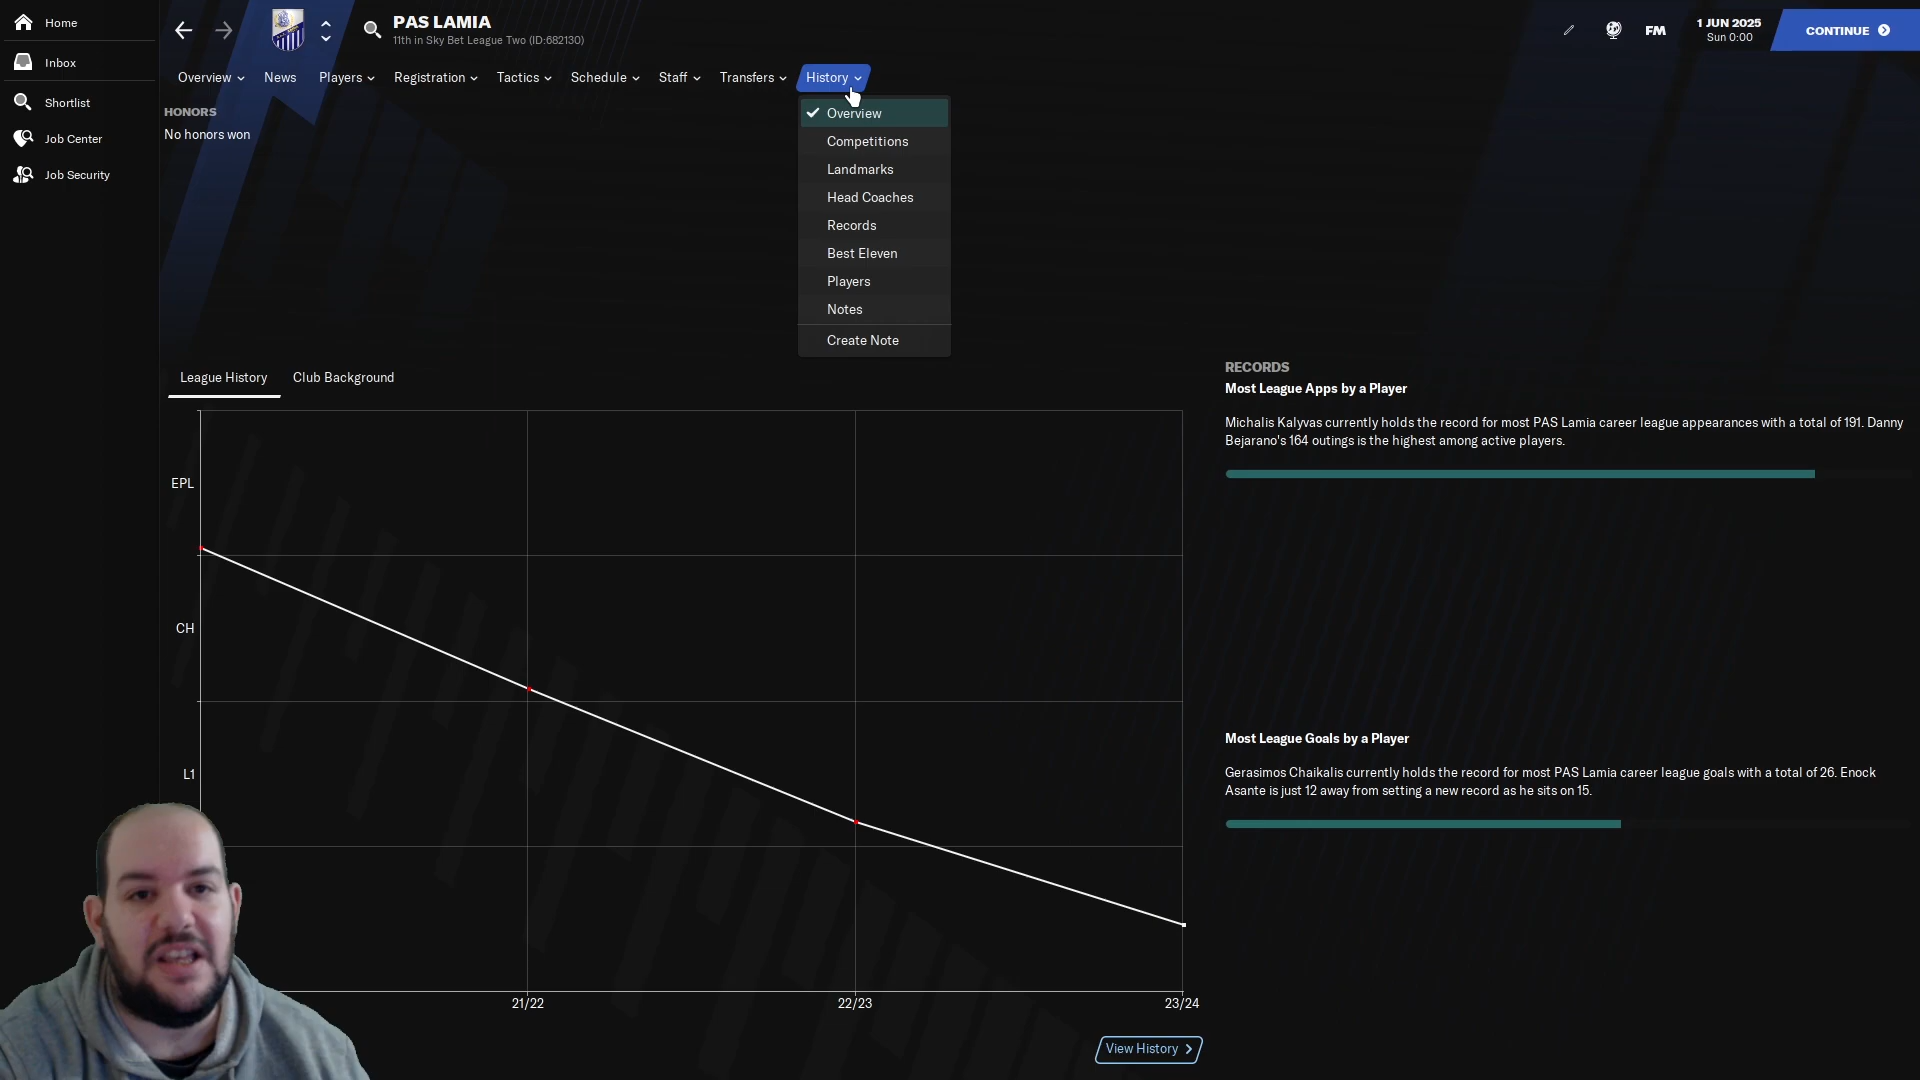 Home
Inbox
Shortlist
Job Center
Job Security
PAS LAMIA
11th in Sky Bet League Two (ID:682130)
FM
1 JUN 2025
Sun 0:00
CONTINUE
Overview
News
Players
Registration
Tactics
Schedule
Staff
Transfers
History
HONORS
No honors won
Overview
Competitions
Landmarks
Head Coaches
Records
Best Eleven
Players
Notes
Create Note
League History
Club Background
EPL
CH
L1
21/22
22/23
23/24
View History
RECORDS
Most League Apps by a Player
Michalis Kalyvas currently holds the record for most PAS Lamia career league appearances with a total of 191. Danny
Bejarano's 164 outings is the highest among active players.
Most League Goals by a Player
Gerasimos Chaikalis currently holds the record for most PAS Lamia career league goals with a total of 26. Enock
Asante is just 12 away from setting a new record as he sits on 15.